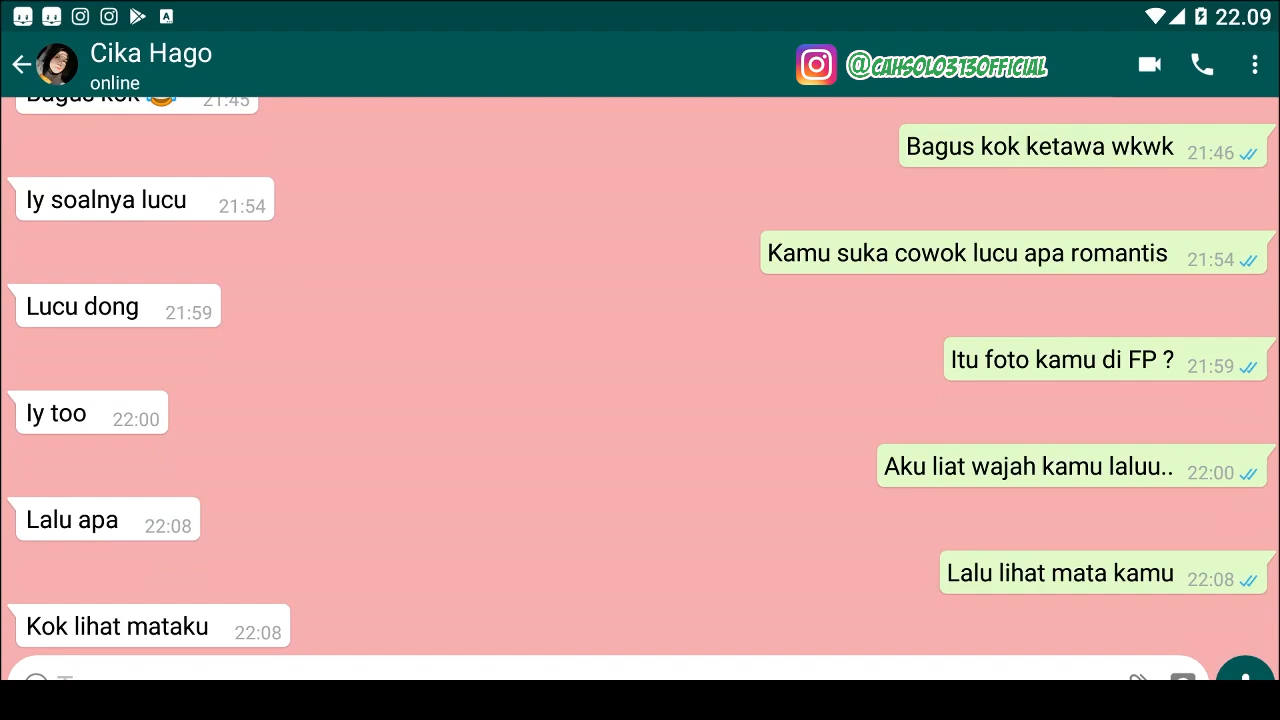 22.09
Cika Hago
online
@CAHSOLO313OFFICIAL
Bagus kok 21:45
Bagus kok ketawa wkwk 21:46
Iy soalnya lucu 21:54
Kamu suka cowok lucu apa romantis 21:54
Lucu dong 21:59
Itu foto kamu di FP ? 21:59
Iy too 22:00
Aku liat wajah kamu laluu.. 22:00
Lalu apa 22:08
Lalu lihat mata kamu 22:08
Kok lihat mataku 22:08